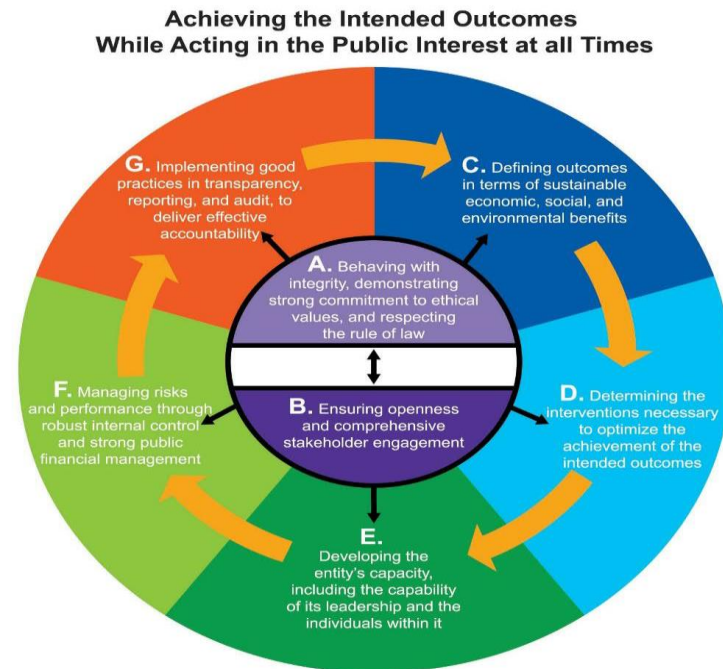 Achieving the Intended Outcomes
While Acting in the Public Interest at all Times
A. Behaving with
integrity, demonstrating
strong commitment to ethical
values, and respecting
the rule of law
B. Ensuring openness
and comprehensive
stakeholder engagement
C. Defining outcomes
in terms of sustainable
economic, social, and
environmental benefits
D. Determining the
interventions necessary
to optimize the
achievement of the
intended outcomes
E.
Developing the
entity's capacity,
including the capability
of its leadership and the
individuals within it
F. Managing risks
and performance through
robust internal control
and strong public
financial management
G. Implementing good
practices in transparency,
reporting, and audit, to
deliver effective
accountability